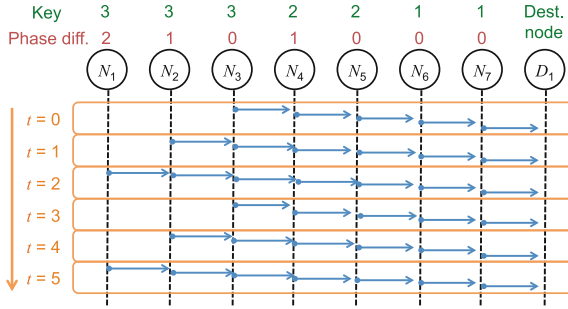 Key 3 3 3 2 2 1 1 Dest.
Phase diff. 2 1 0 1 0 0 0 node
N1 N2 N3 N4 N5 N6 N7 D1
t = 0
t = 1
t = 2
t = 3
t = 4
t = 5